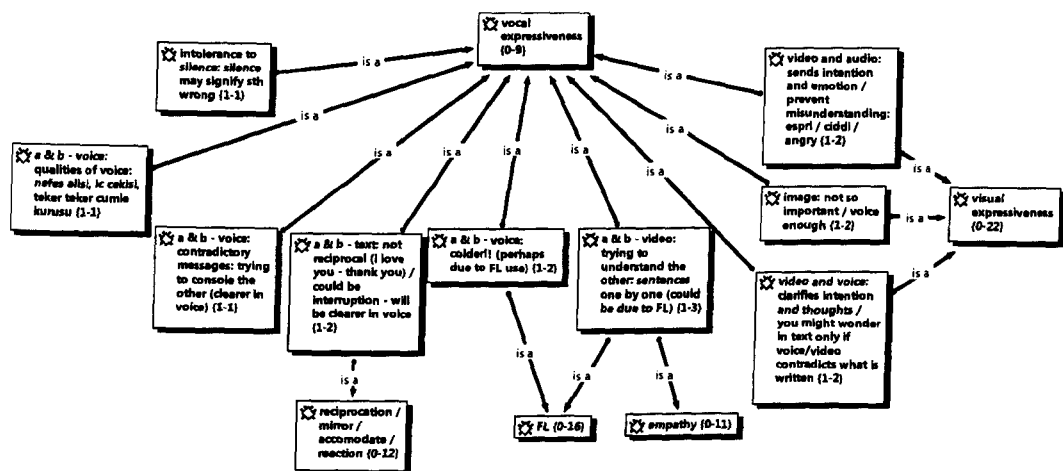 vocal
expressiveness
{0-9}
intolerance to
silence: silence
may signify sth
wrong {1-1}
is a
video and audio:
sends intention
and emotion /
prevent
misunderstanding:
espri / ciddi /
angry {1-2}
is a
is a
a & b - voice:
qualities of voice:
nefes alisi, ic cekisi,
teker teker cumle
kurusu {1-1}
is a
is a
is a
is a
is a
is a
is a
is a
image: not so
important / voice
enough {1-2}
is a
visual
expressiveness
{0-22}
a & b - voice:
contradictory
messages: trying
to console the
other (clearer in
voice) {1-1}
a & b - text: not
reciprocal (i love
you - thank you) /
could be
interruption - will
be clearer in voice
{1-2}
a & b - voice:
colder!! (perhaps
due to FL use) {1-2}
a & b - video:
trying to
understand the
other: sentences
one by one (could
be due to FL) {1-3}
video and voice:
clarifies intention
and thoughts /
you might wonder
in text only if
voice/video
contradicts what is
written {1-2}
is a
is a
is a
is a
is a
reciprocation /
mirror /
accomodate /
reaction {0-12}
FL {0-16}
empathy {0-11}